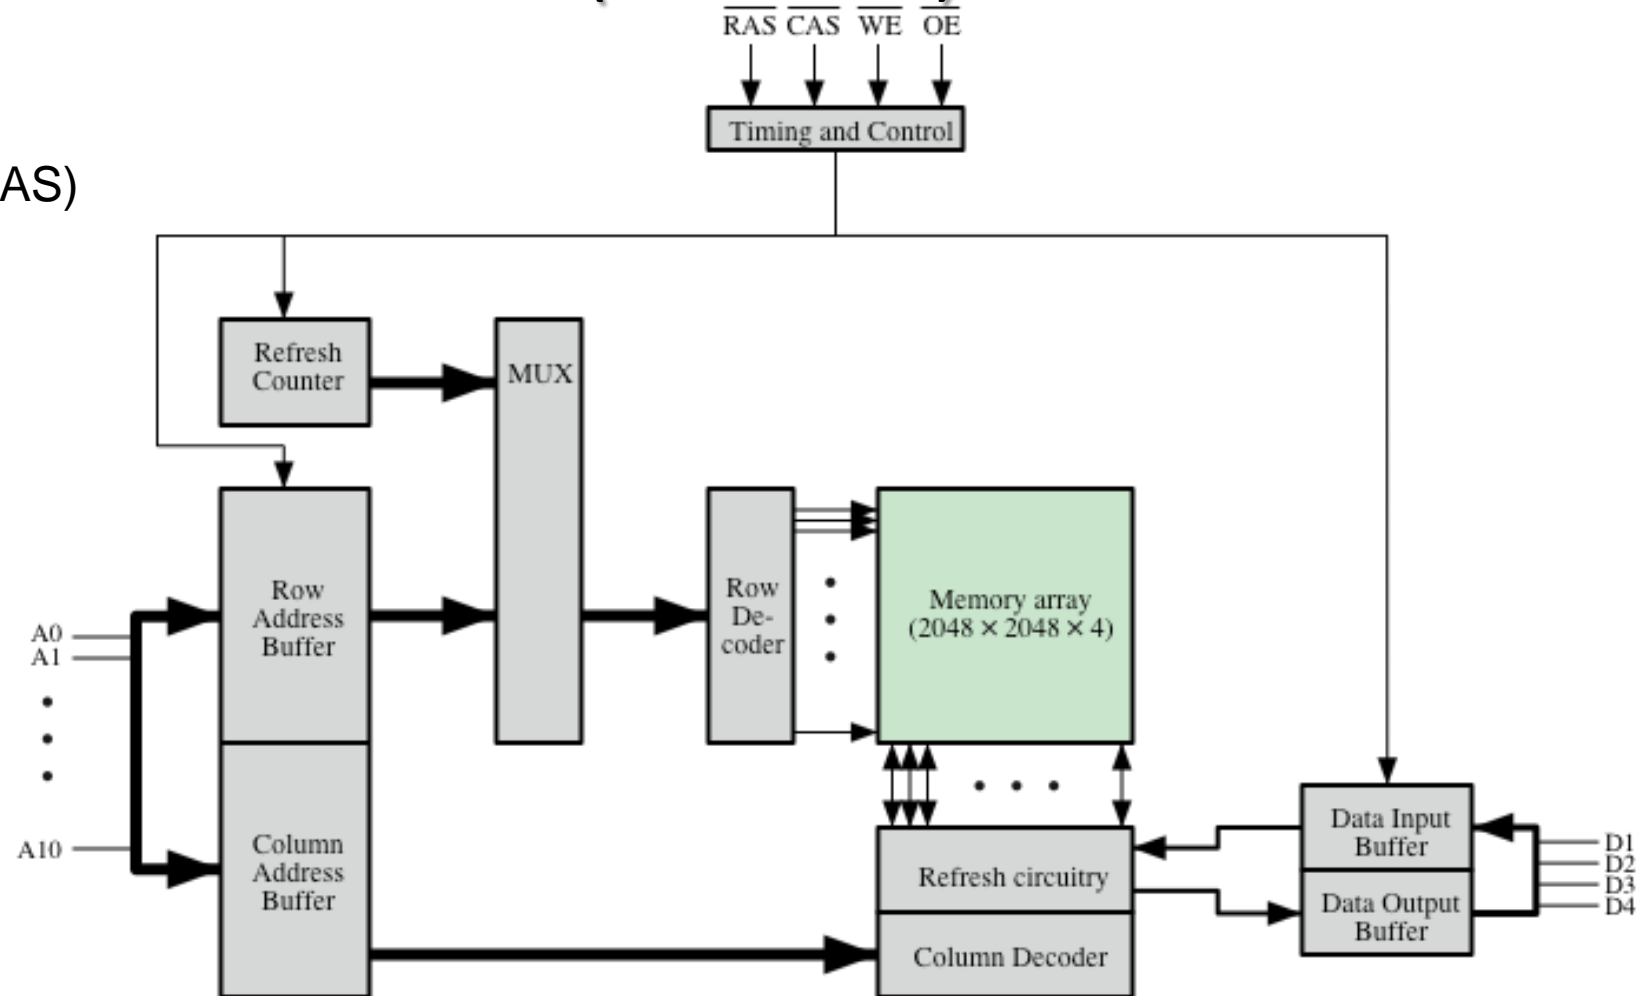 RAS CAS WE OE
Timing and Control
AS)
Refresh
Counter
MUX
Row
Address
Buffer
Row
De-
coder
Memory array
(2048 × 2048 × 4)
A0
A1
A10
Column
Address
Buffer
Refresh circuitry
Column Decoder
Data Input
Buffer
Data Output
Buffer
D1
D2
D3
D4